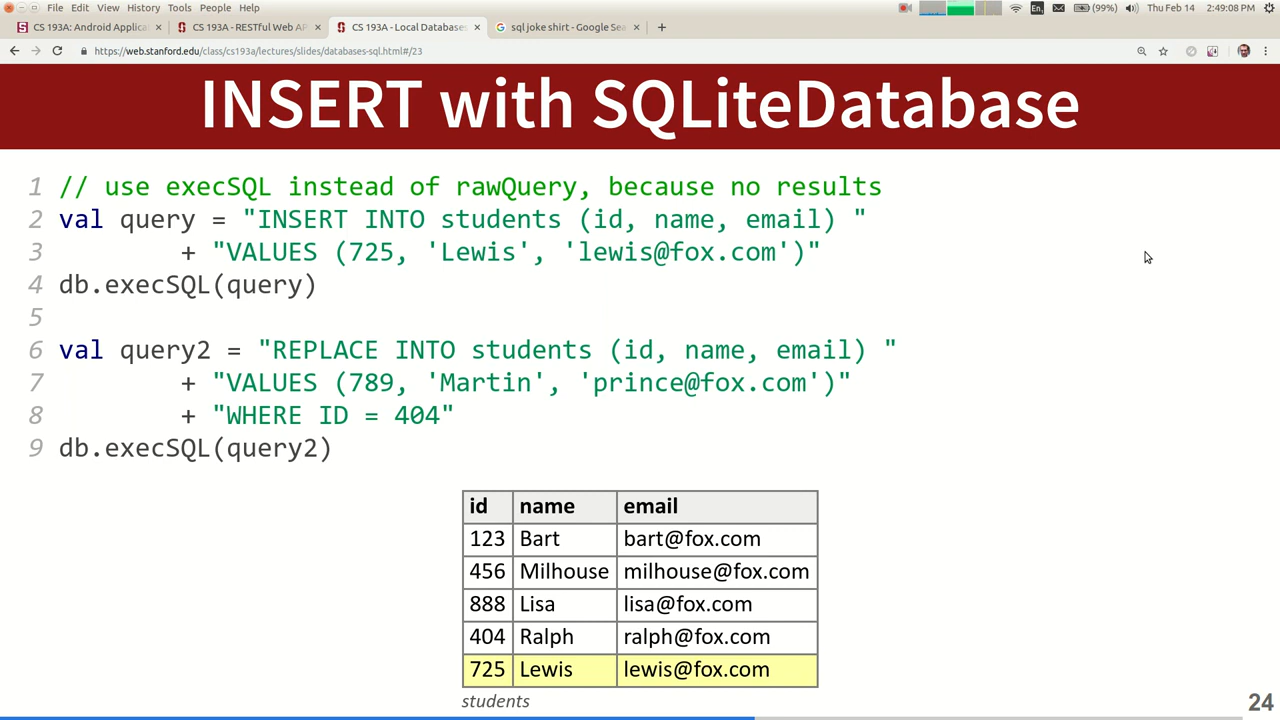 File Edit View History Tools People Help
En (99%) Thu Feb 14 2:49:08 PM
CS 193A: Android Applica CS 193A - RESTful Web AP CS 193A - Local Databases sql joke shirt - Google Sea
https://web.stanford.edu/class/cs193a/lectures/slides/databases-sql.html#/23
INSERT with SQLiteDatabase
1 // use execSQL instead of rawQuery, because no results
2 val query = "INSERT INTO students (id, name, email) "
3 + "VALUES (725, 'Lewis', 'lewis@fox.com')"
4 db.execSQL(query)
5
6 val query2 = "REPLACE INTO students (id, name, email) "
7 + "VALUES (789, 'Martin', 'prince@fox.com')"
8 + "WHERE ID = 404"
9 db.execSQL(query2)
id name email
123 Bart bart@fox.com
456 Milhouse milhouse@fox.com
888 Lisa lisa@fox.com
404 Ralph ralph@fox.com
725 Lewis lewis@fox.com
students
24